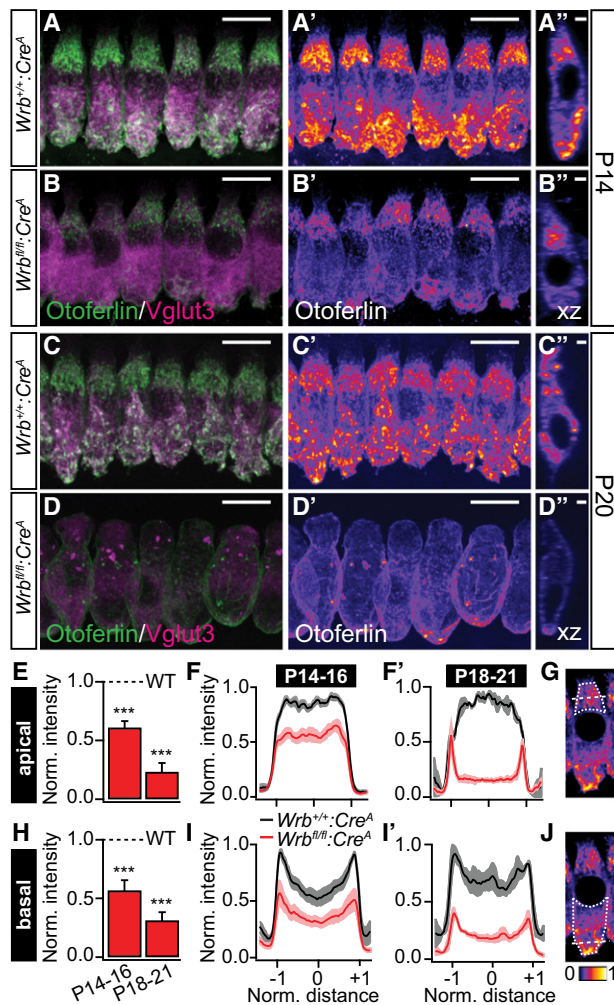 A
A'
A''
Wrb+/+:CreA
P14
B
B'
B''
Wrbfl/fl:CreA
Otoferlin/Vglut3
Otoferlin
xz
C
C'
C''
Wrb+/+:CreA
P20
D
D'
D''
Wrbfl/fl:CreA
Otoferlin/Vglut3
Otoferlin
xz
E
apical
Norm. intensity
1.0
0.5
0.0
WT
***
***
F
P14-16
Norm. intensity
1.0
0.5
0.0
F'
P18-21
1.0
0.5
0.0
G
Wrb+/+:CreA
Wrbfl/fl:CreA
H
basal
Norm. intensity
1.0
0.5
0.0
WT
***
***
P14-16
P18-21
I
Norm. intensity
1.0
0.5
0.0
-1 0 +1
Norm. distance
I'
1.0
0.5
0.0
-1 0 +1
Norm. distance
J
0 1